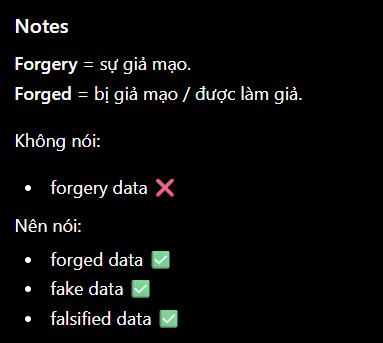 Notes
Forgery = sự giả mạo.
Forged = bị giả mạo / được làm giả.
Không nói:
• forgery data ❌
Nên nói:
• forged data ✅
• fake data ✅
• falsified data ✅